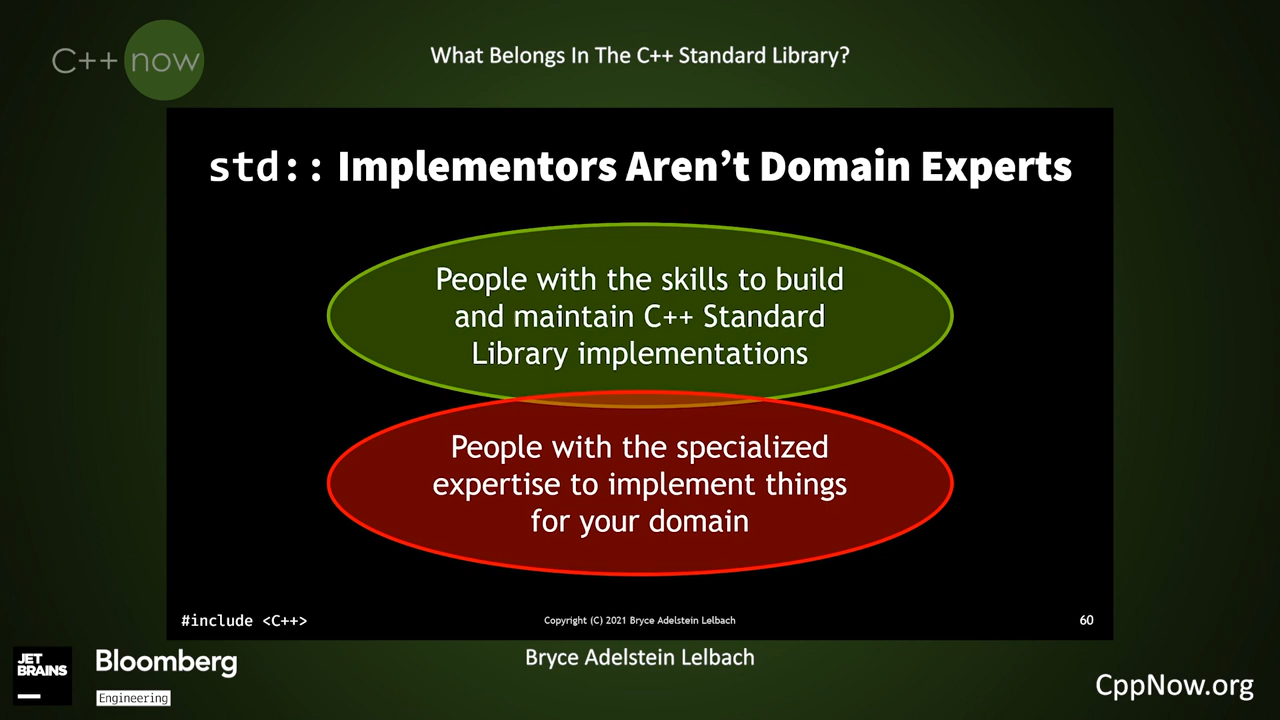 C++ now
What Belongs In The C++ Standard Library?
std:: Implementors Aren’t Domain Experts
People with the skills to build
and maintain C++ Standard
Library implementations
People with the specialized
expertise to implement things
for your domain
#include <C++>
Copyright (C) 2021 Bryce Adelstein Lelbach
60
JET
BRAINS
Bloomberg
Engineering
Bryce Adelstein Lelbach
CppNow.org